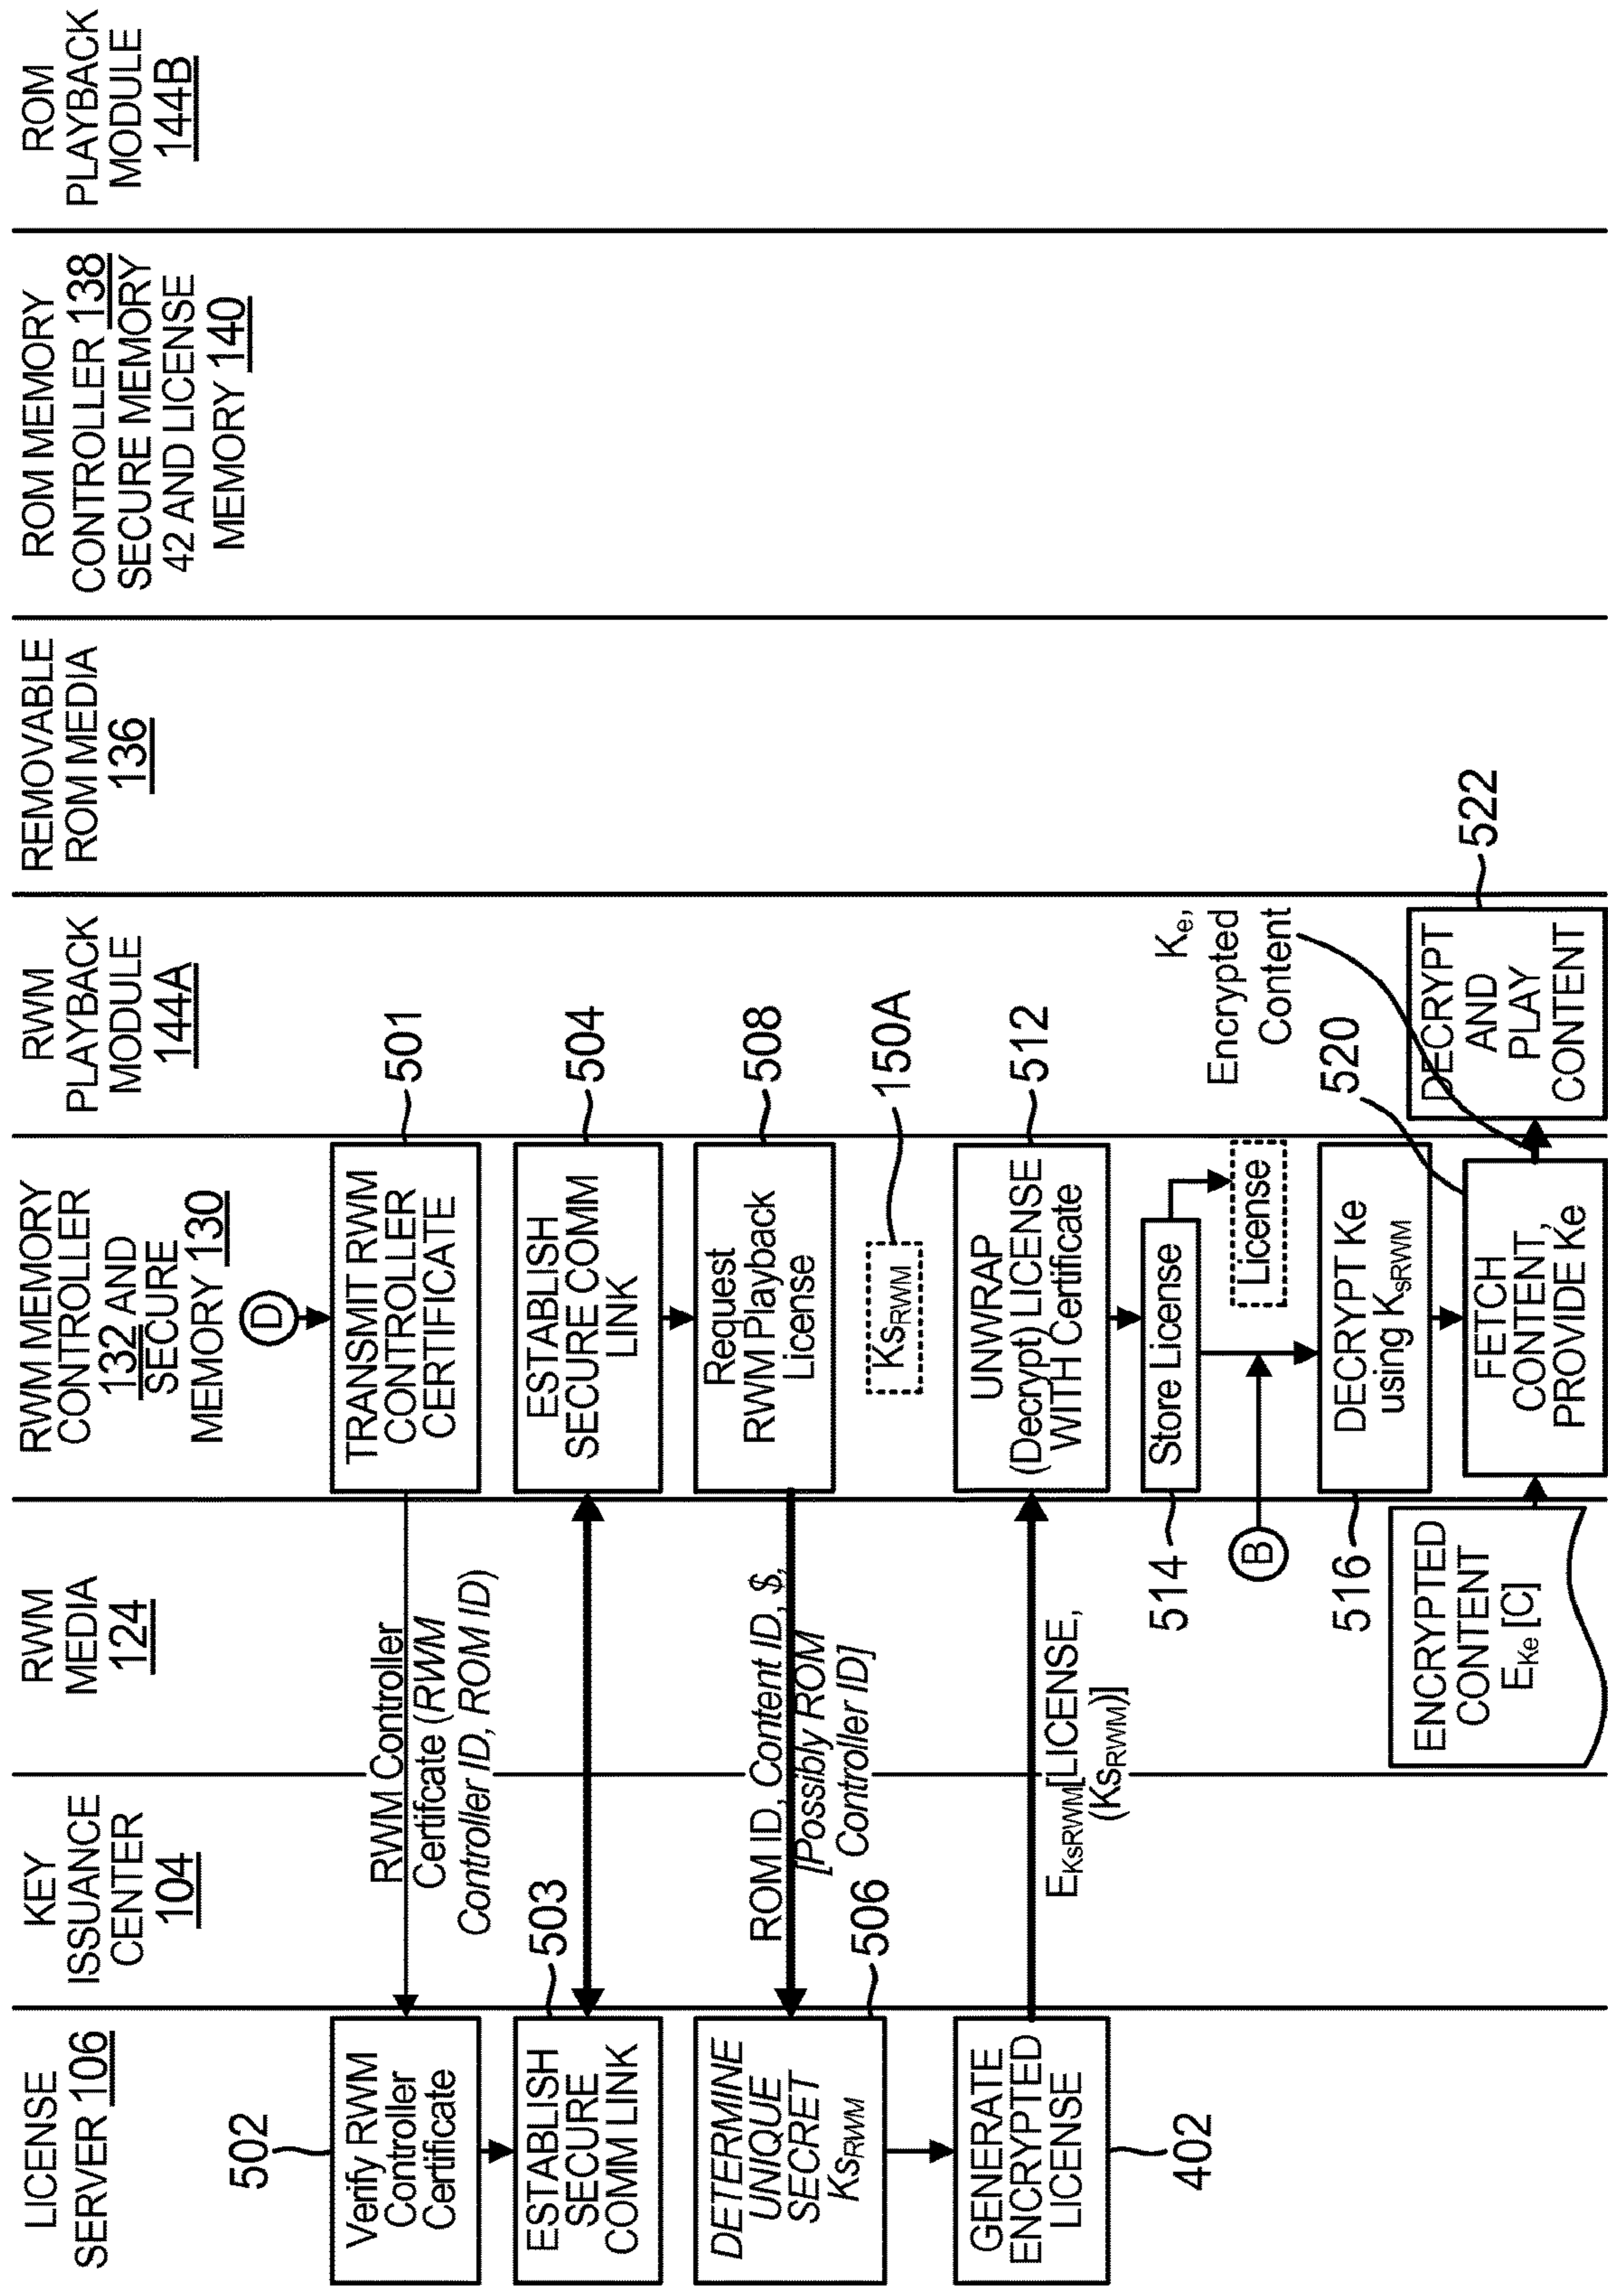 LICENSE
SERVER 106
KEY
ISSUANCE
CENTER
104
RWM
MEDIA
124
RWM MEMORY
CONTROLLER
132 AND
SECURE
MEMORY 130
RWM
PLAYBACK
MODULE
144A
REMOVABLE
ROM MEDIA
136
ROM MEMORY
CONTROLLER 138
SECURE MEMORY
42 AND LICENSE
MEMORY 140
ROM
PLAYBACK
MODULE
144B
D
502
Verify RWM
Controller
Certificate
RWM Controller
Certifcate (RWM
Controller ID, ROM ID)
TRANSMIT RWM
CONTROLLER
CERTIFICATE
501
ESTABLISH
SECURE
COMM LINK
503
ESTABLISH
SECURE COMM
LINK
504
DETERMINE
UNIQUE
SECRET
KsRWM
506
ROM ID, Content ID, $,
[Possibly ROM
Controller ID]
Request
RWM Playback
License
508
KsRWM
150A
GENERATE
ENCRYPTED
LICENSE
402
EKsRWM[LICENSE,
(KsRWM)]
UNWRAP
(Decrypt) LICENSE
WITH Certificate
512
514
Store License
License
B
516
DECRYPT Ke
using KsRWM
520
Ke,
Encrypted
Content
ENCRYPTED
CONTENT
EKe [C]
FETCH
CONTENT,
PROVIDE Ke
DECRYPT
AND
PLAY
CONTENT
522